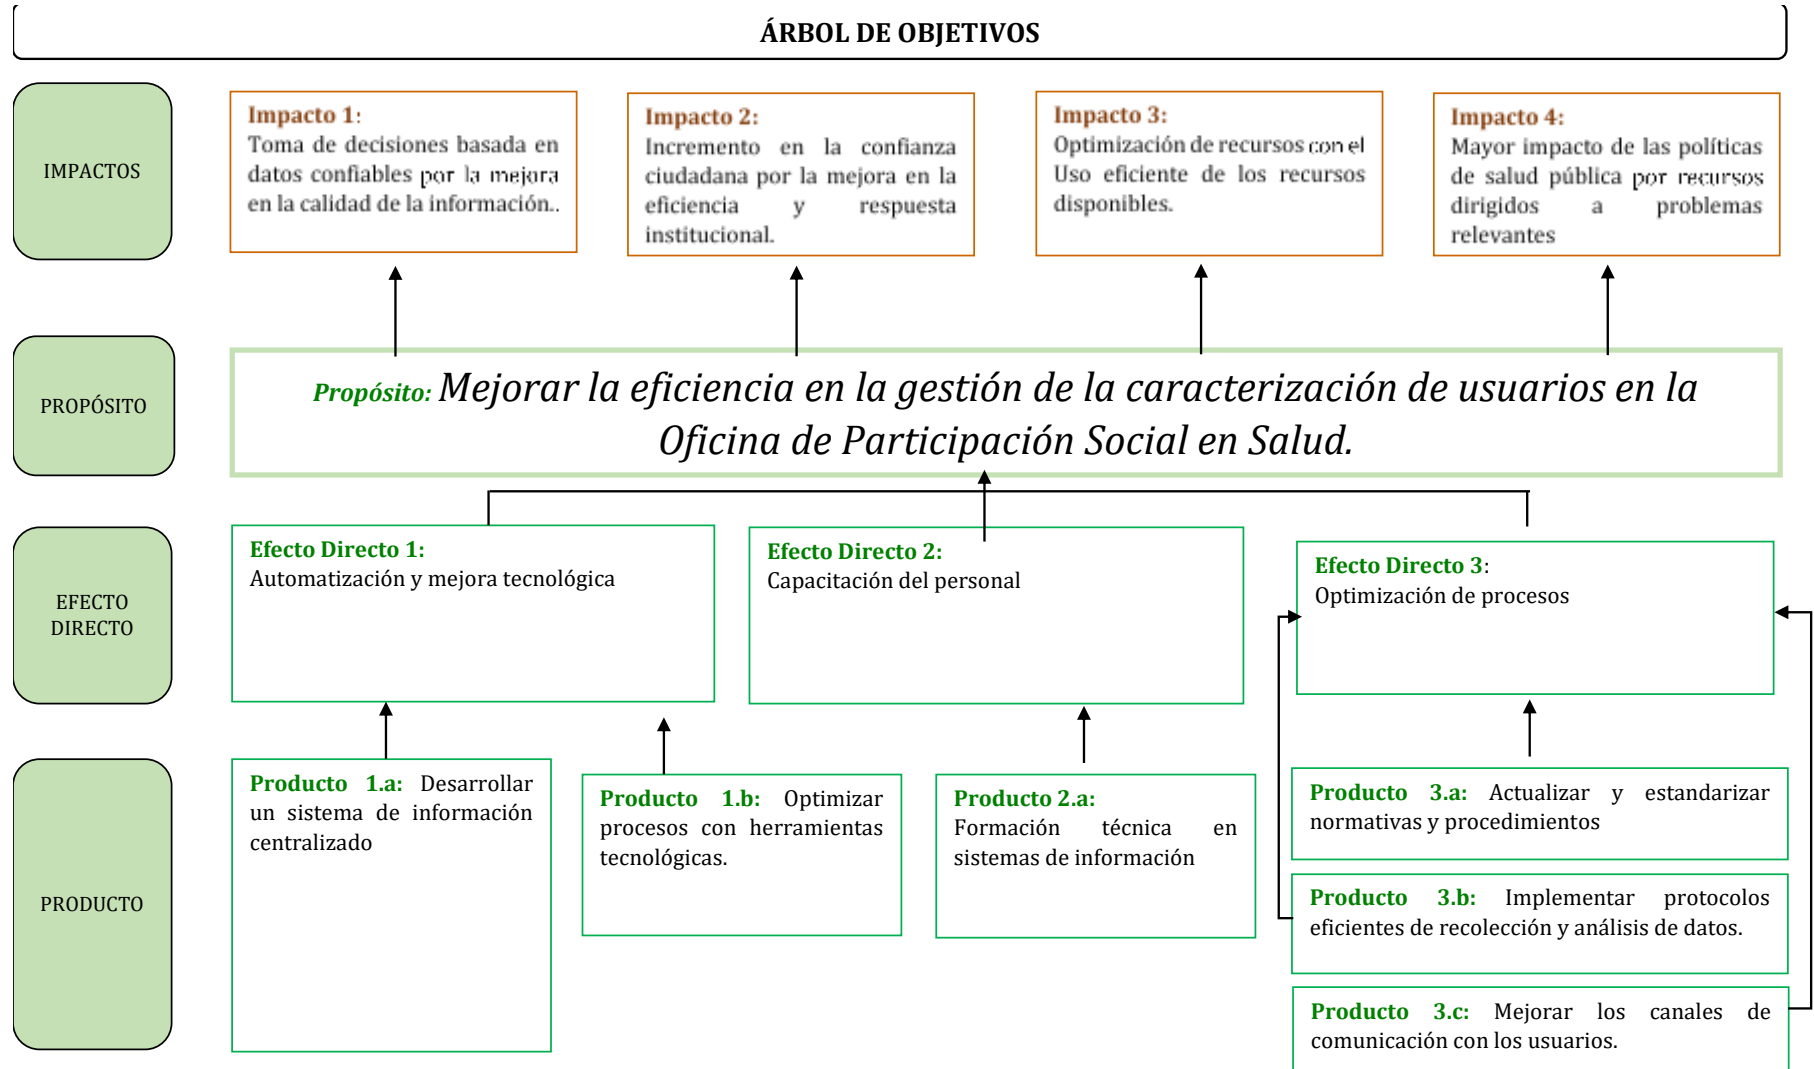 ÁRBOL DE OBJETIVOS
IMPACTOS
Impacto 1:
Toma de decisiones basada en
datos confiables por la mejora
en la calidad de la información..
Impacto 2:
Incremento en la confianza
ciudadana por la mejora en la
eficiencia y respuesta
institucional.
Impacto 3:
Optimización de recursos con el
Uso eficiente de los recursos
disponibles.
Impacto 4:
Mayor impacto de las políticas
de salud pública por recursos
dirigidos a problemas
relevantes
PROPÓSITO
Propósito: Mejorar la eficiencia en la gestión de la caracterización de usuarios en la
Oficina de Participación Social en Salud.
EFECTO
DIRECTO
Efecto Directo 1:
Automatización y mejora tecnológica
Efecto Directo 2:
Capacitación del personal
Efecto Directo 3:
Optimización de procesos
PRODUCTO
Producto 1.a: Desarrollar
un sistema de información
centralizado
Producto 1.b: Optimizar
procesos con herramientas
tecnológicas.
Producto 2.a:
Formación técnica en
sistemas de información
Producto 3.a: Actualizar y estandarizar
normativas y procedimientos
Producto 3.b: Implementar protocolos
eficientes de recolección y análisis de datos.
Producto 3.c: Mejorar los canales de
comunicación con los usuarios.